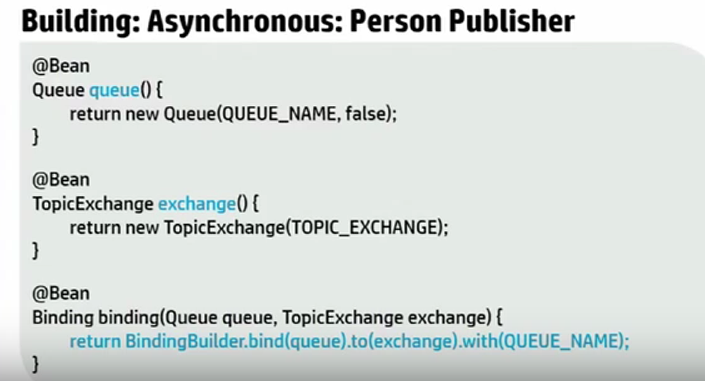 Building: Asynchronous: Person Publisher
@Bean
Queue queue() {
return new Queue(QUEUE_NAME, false);
}
@Bean
TopicExchange exchange() {
return new TopicExchange(TOPIC_EXCHANGE);
}
@Bean
Binding binding(Queue queue, TopicExchange exchange) {
return BindingBuilder.bind(queue).to(exchange).with(QUEUE_NAME);
}